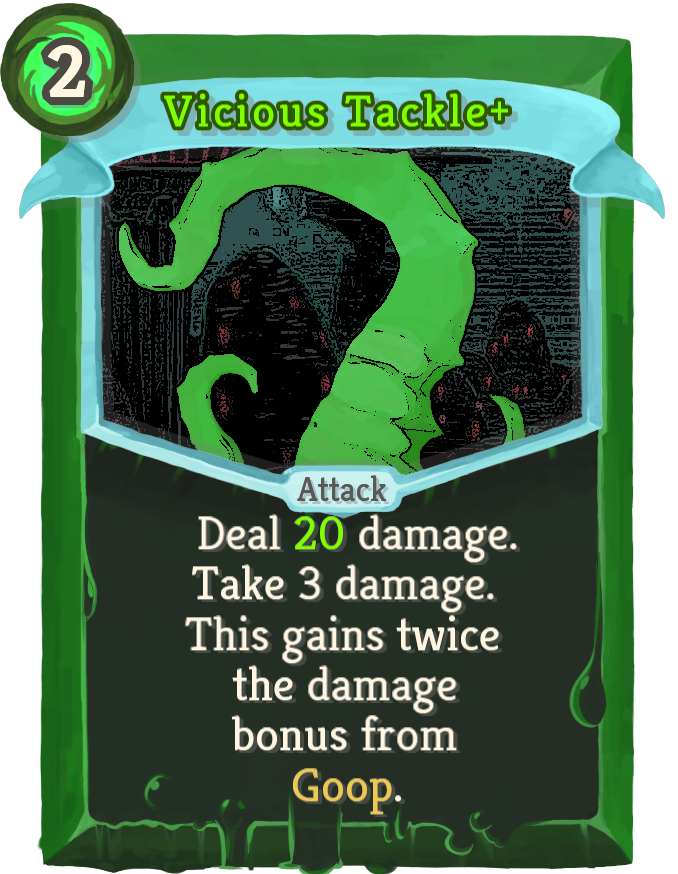 2
Vicious Tackle+
Attack
Deal 20 damage.
Take 3 damage.
This gains twice
the damage
bonus from
Goop.